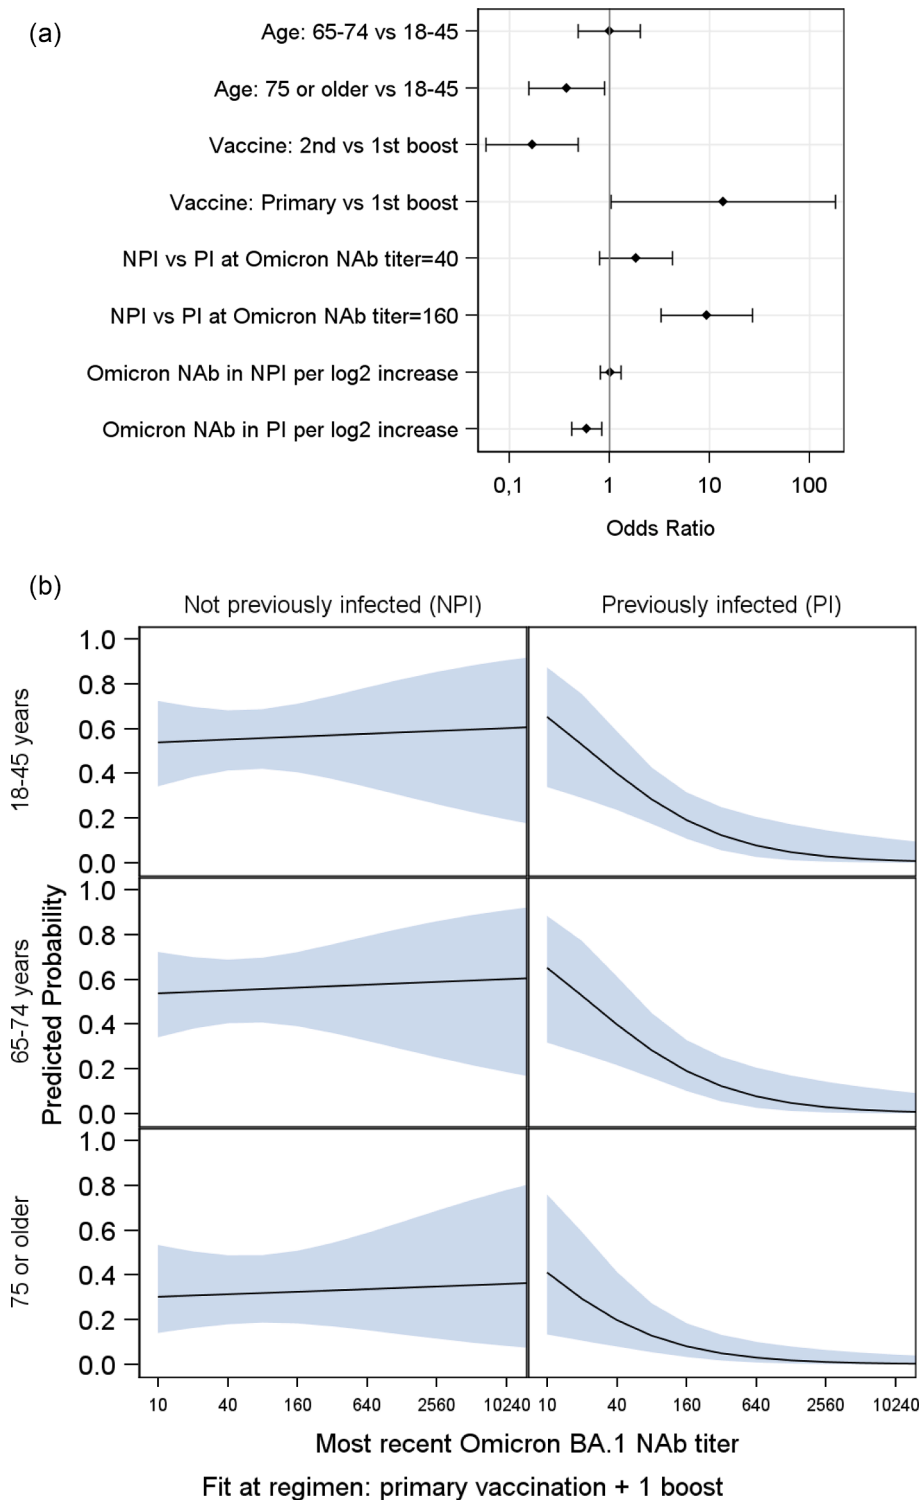 (a)
Age: 65-74 vs 18-45
Age: 75 or older vs 18-45
Vaccine: 2nd vs 1st boost
Vaccine: Primary vs 1st boost
NPI vs PI at Omicron NAb titer=40
NPI vs PI at Omicron NAb titer=160
Omicron NAb in NPI per log2 increase
Omicron NAb in PI per log2 increase
0,1 1 10 100
Odds Ratio
(b)
Not previously infected (NPI) Previously infected (PI)
18-45 years
1.0
0.8
0.6
0.4
0.2
0.0
Predicted Probability
65-74 years
1.0
0.8
0.6
0.4
0.2
0.0
75 or older
1.0
0.8
0.6
0.4
0.2
0.0
10 40 160 640 2560 10240 10 40 160 640 2560 10240
Most recent Omicron BA.1 NAb titer
Fit at regimen: primary vaccination + 1 boost